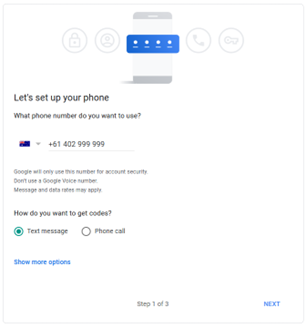 Let's set up your phone
What phone number do you want to use?
+61 402 999 999
Google will only use this number for account security.
Don't use a Google Voice number.
Message and data rates may apply.
How do you want to get codes?
Text message Phone call
Show more options
Step 1 of 3 NEXT